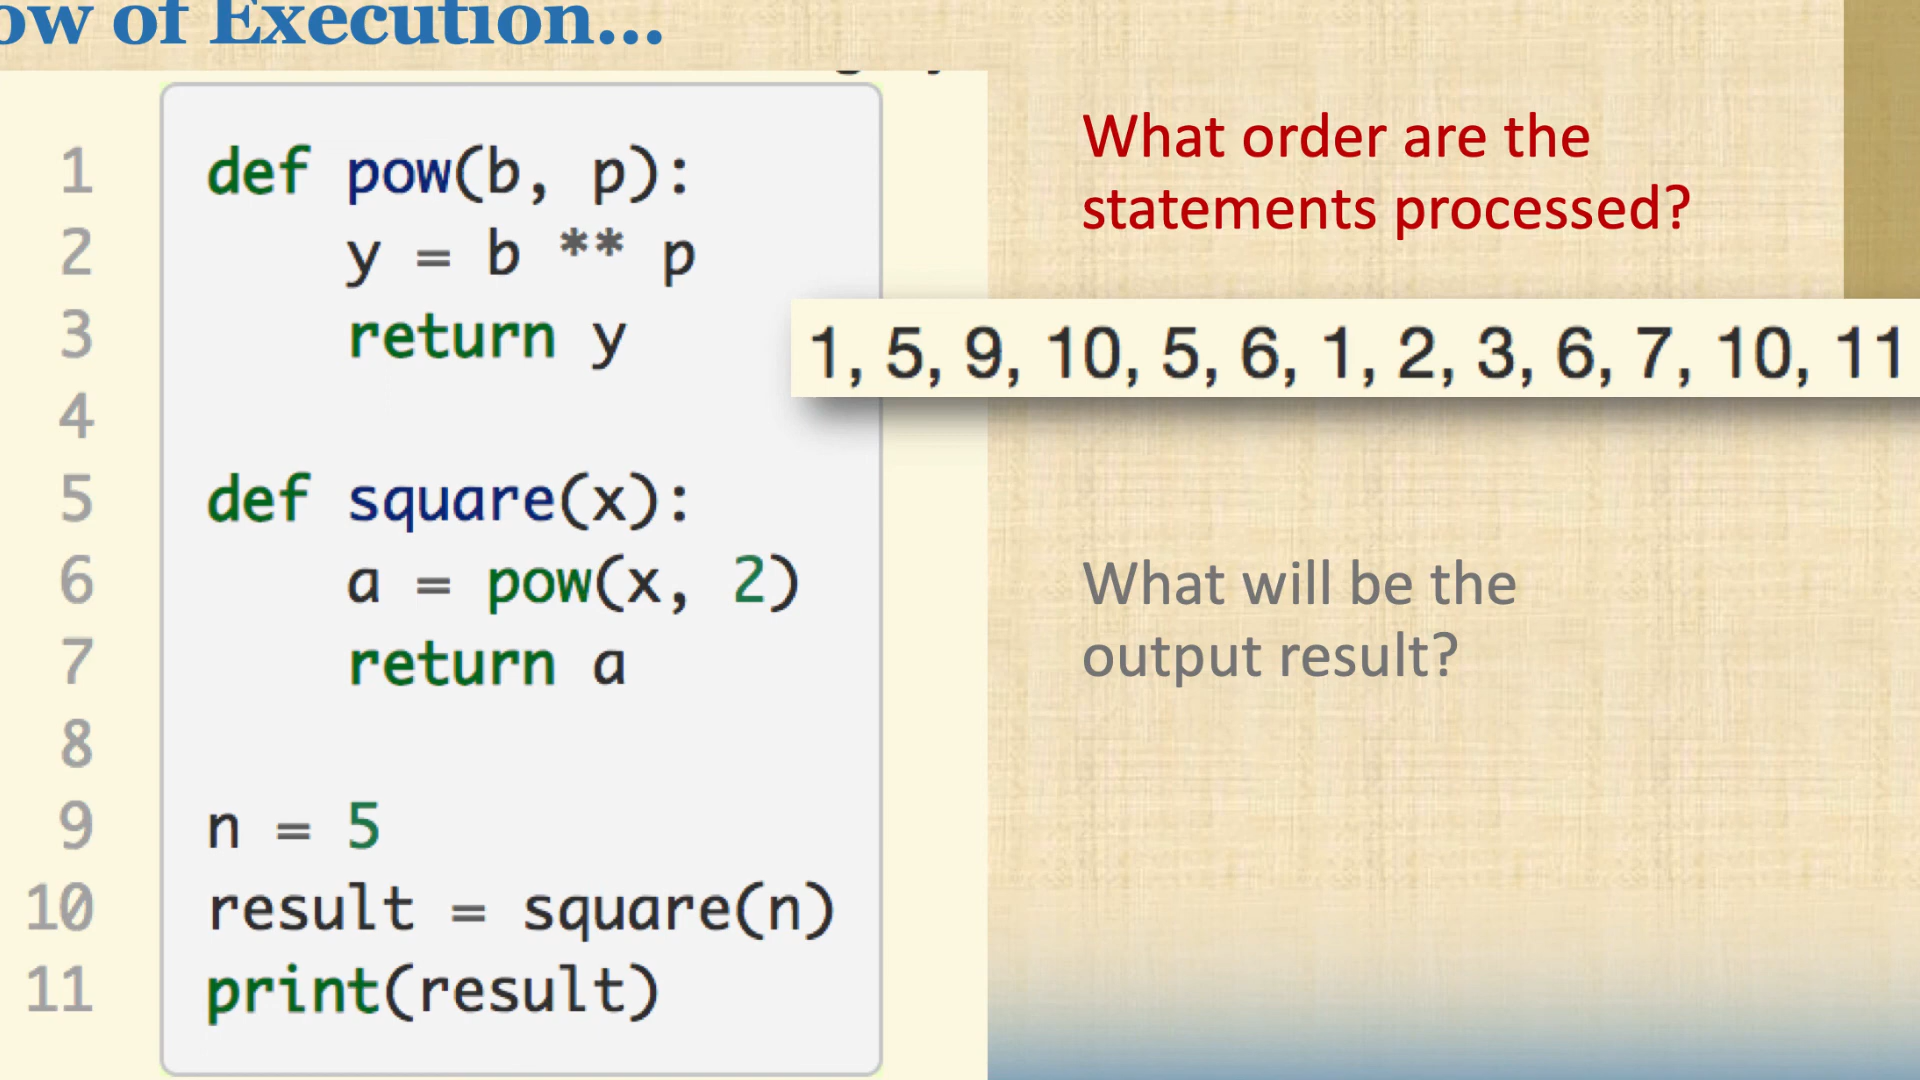 ow of Execution...
1 def pow(b, p):
2 y = b ** p
3 return y
4
5 def square(x):
6 a = pow(x, 2)
7 return a
8
9 n = 5
10 result = square(n)
11 print(result)
What order are the
statements processed?
1, 5, 9, 10, 5, 6, 1, 2, 3, 6, 7, 10, 11
What will be the
output result?